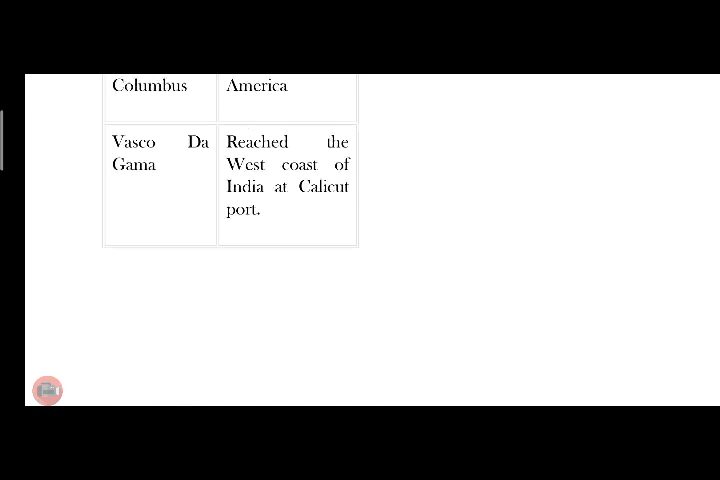 Columbus America
Vasco Da Reached the
Gama West coast of
India at Calicut
port.